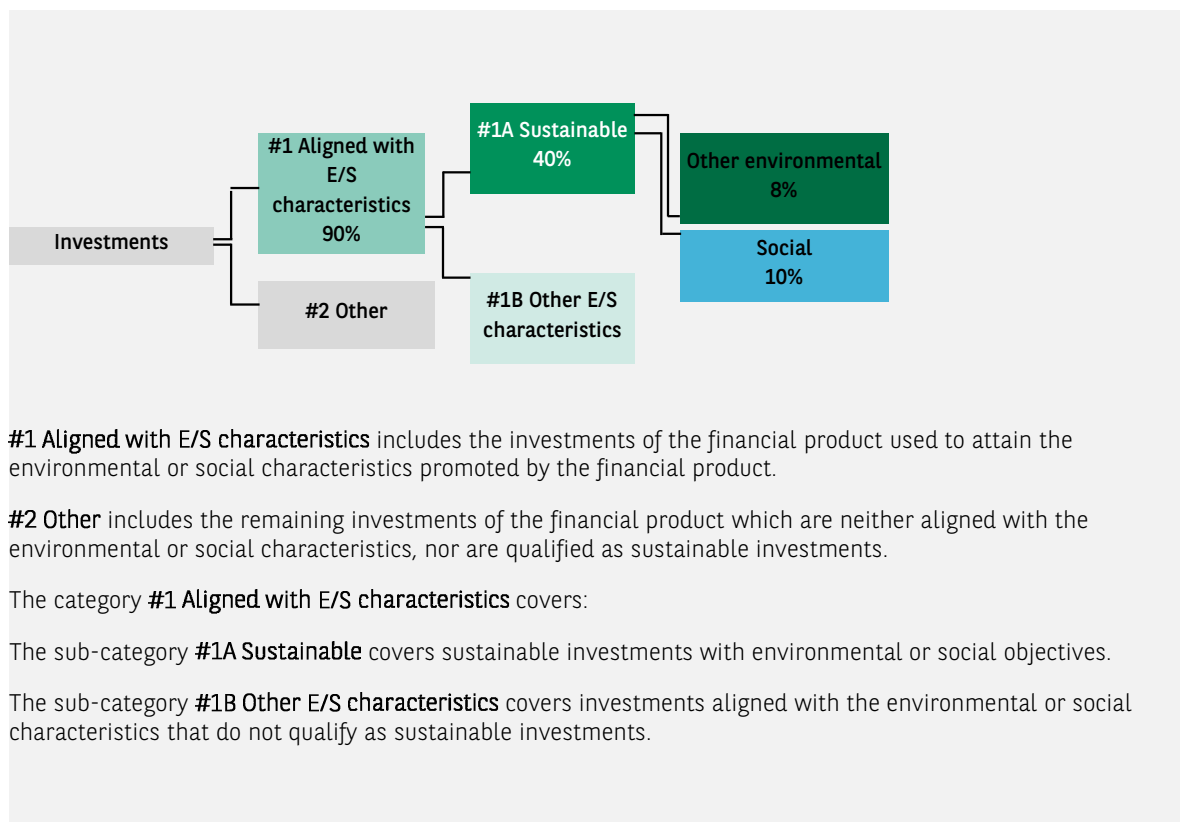 #1A Sustainable
40%
#1 Aligned with
E/S
characteristics
90%
Other environmental
8%
Investments
Social
10%
#2 Other
#1B Other E/S
characteristics
#1 Aligned with E/S characteristics includes the investments of the financial product used to attain the
environmental or social characteristics promoted by the financial product.
#2 Other includes the remaining investments of the financial product which are neither aligned with the
environmental or social characteristics, nor are qualified as sustainable investments.
The category #1 Aligned with E/S characteristics covers:
The sub-category #1A Sustainable covers sustainable investments with environmental or social objectives.
The sub-category #1B Other E/S characteristics covers investments aligned with the environmental or social
characteristics that do not qualify as sustainable investments.